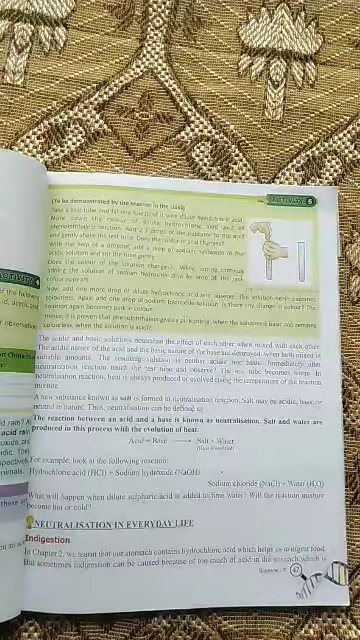 ACTIVITY 6
(To be demonstrated by the teacher in the class)
Take a test tube and fill one fourth of it with dilute hydrochloric acid.
Note down the colour of dilute hydrochloric acid and of
phenolphthalein solution. Add 2-3 drops of the indicator to the acid
and gently shake the test tube. Does the colour of acid change?
With the help of a dropper, add a drop of sodium hydroxide to the
acidic solution and stir the tube gently.
Does the colour of the solution change? While stirring continue
adding the solution of sodium hydroxide drop by drop till the pink
colour appears.
Now, add one more drop of dilute hydrochloric acid and observe. The solution again becomes
colourless. Again add one drop of sodium hydroxide solution. Is there any change in colour? The
solution again becomes pink in colour.
Hence, it is proved that phenolphthalein gives a pink colour, when the solution is basic and remains
colourless, when the solution is acidic.
The acidic and basic solutions neutralise the effect of each other when mixed with each other.
The acidic nature of the acid and the basic nature of the base are destroyed, when both mixed in
suitable amounts. The resulting solution is neither acidic nor basic. Immediately after
neutralization reaction touch the test tube and observe. The test tube becomes warm. In
neutralisation reaction, heat is always produced or evolved rising the temperature of the reaction
mixture.
A new substance known as salt is formed in neutralisation reaction. Salt may be acidic, basic or
neutral in nature. Thus, neutralisation can be defined as
The reaction between an acid and a base is known as neutralisation. Salt and water are
produced in this process with the evolution of heat.
Acid + Base ⟶ Salt + Water
(Heat is evolved)
For example, look at the following reaction:
Hydrochloric acid (HCl) + Sodium hydroxide (NaOH)
Sodium chloride (NaCl) + Water (H₂O)
What will happen when dilute sulphuric acid is added to lime water? Will the reaction mixture
become hot or cold?
NEUTRALISATION IN EVERYDAY LIFE
Indigestion
In Chapter 2, we learnt that our stomach contains hydrochloric acid which helps us to digest food.
But sometimes indigestion can be caused because of too much of acid in the stomach which is
Science - 7 47